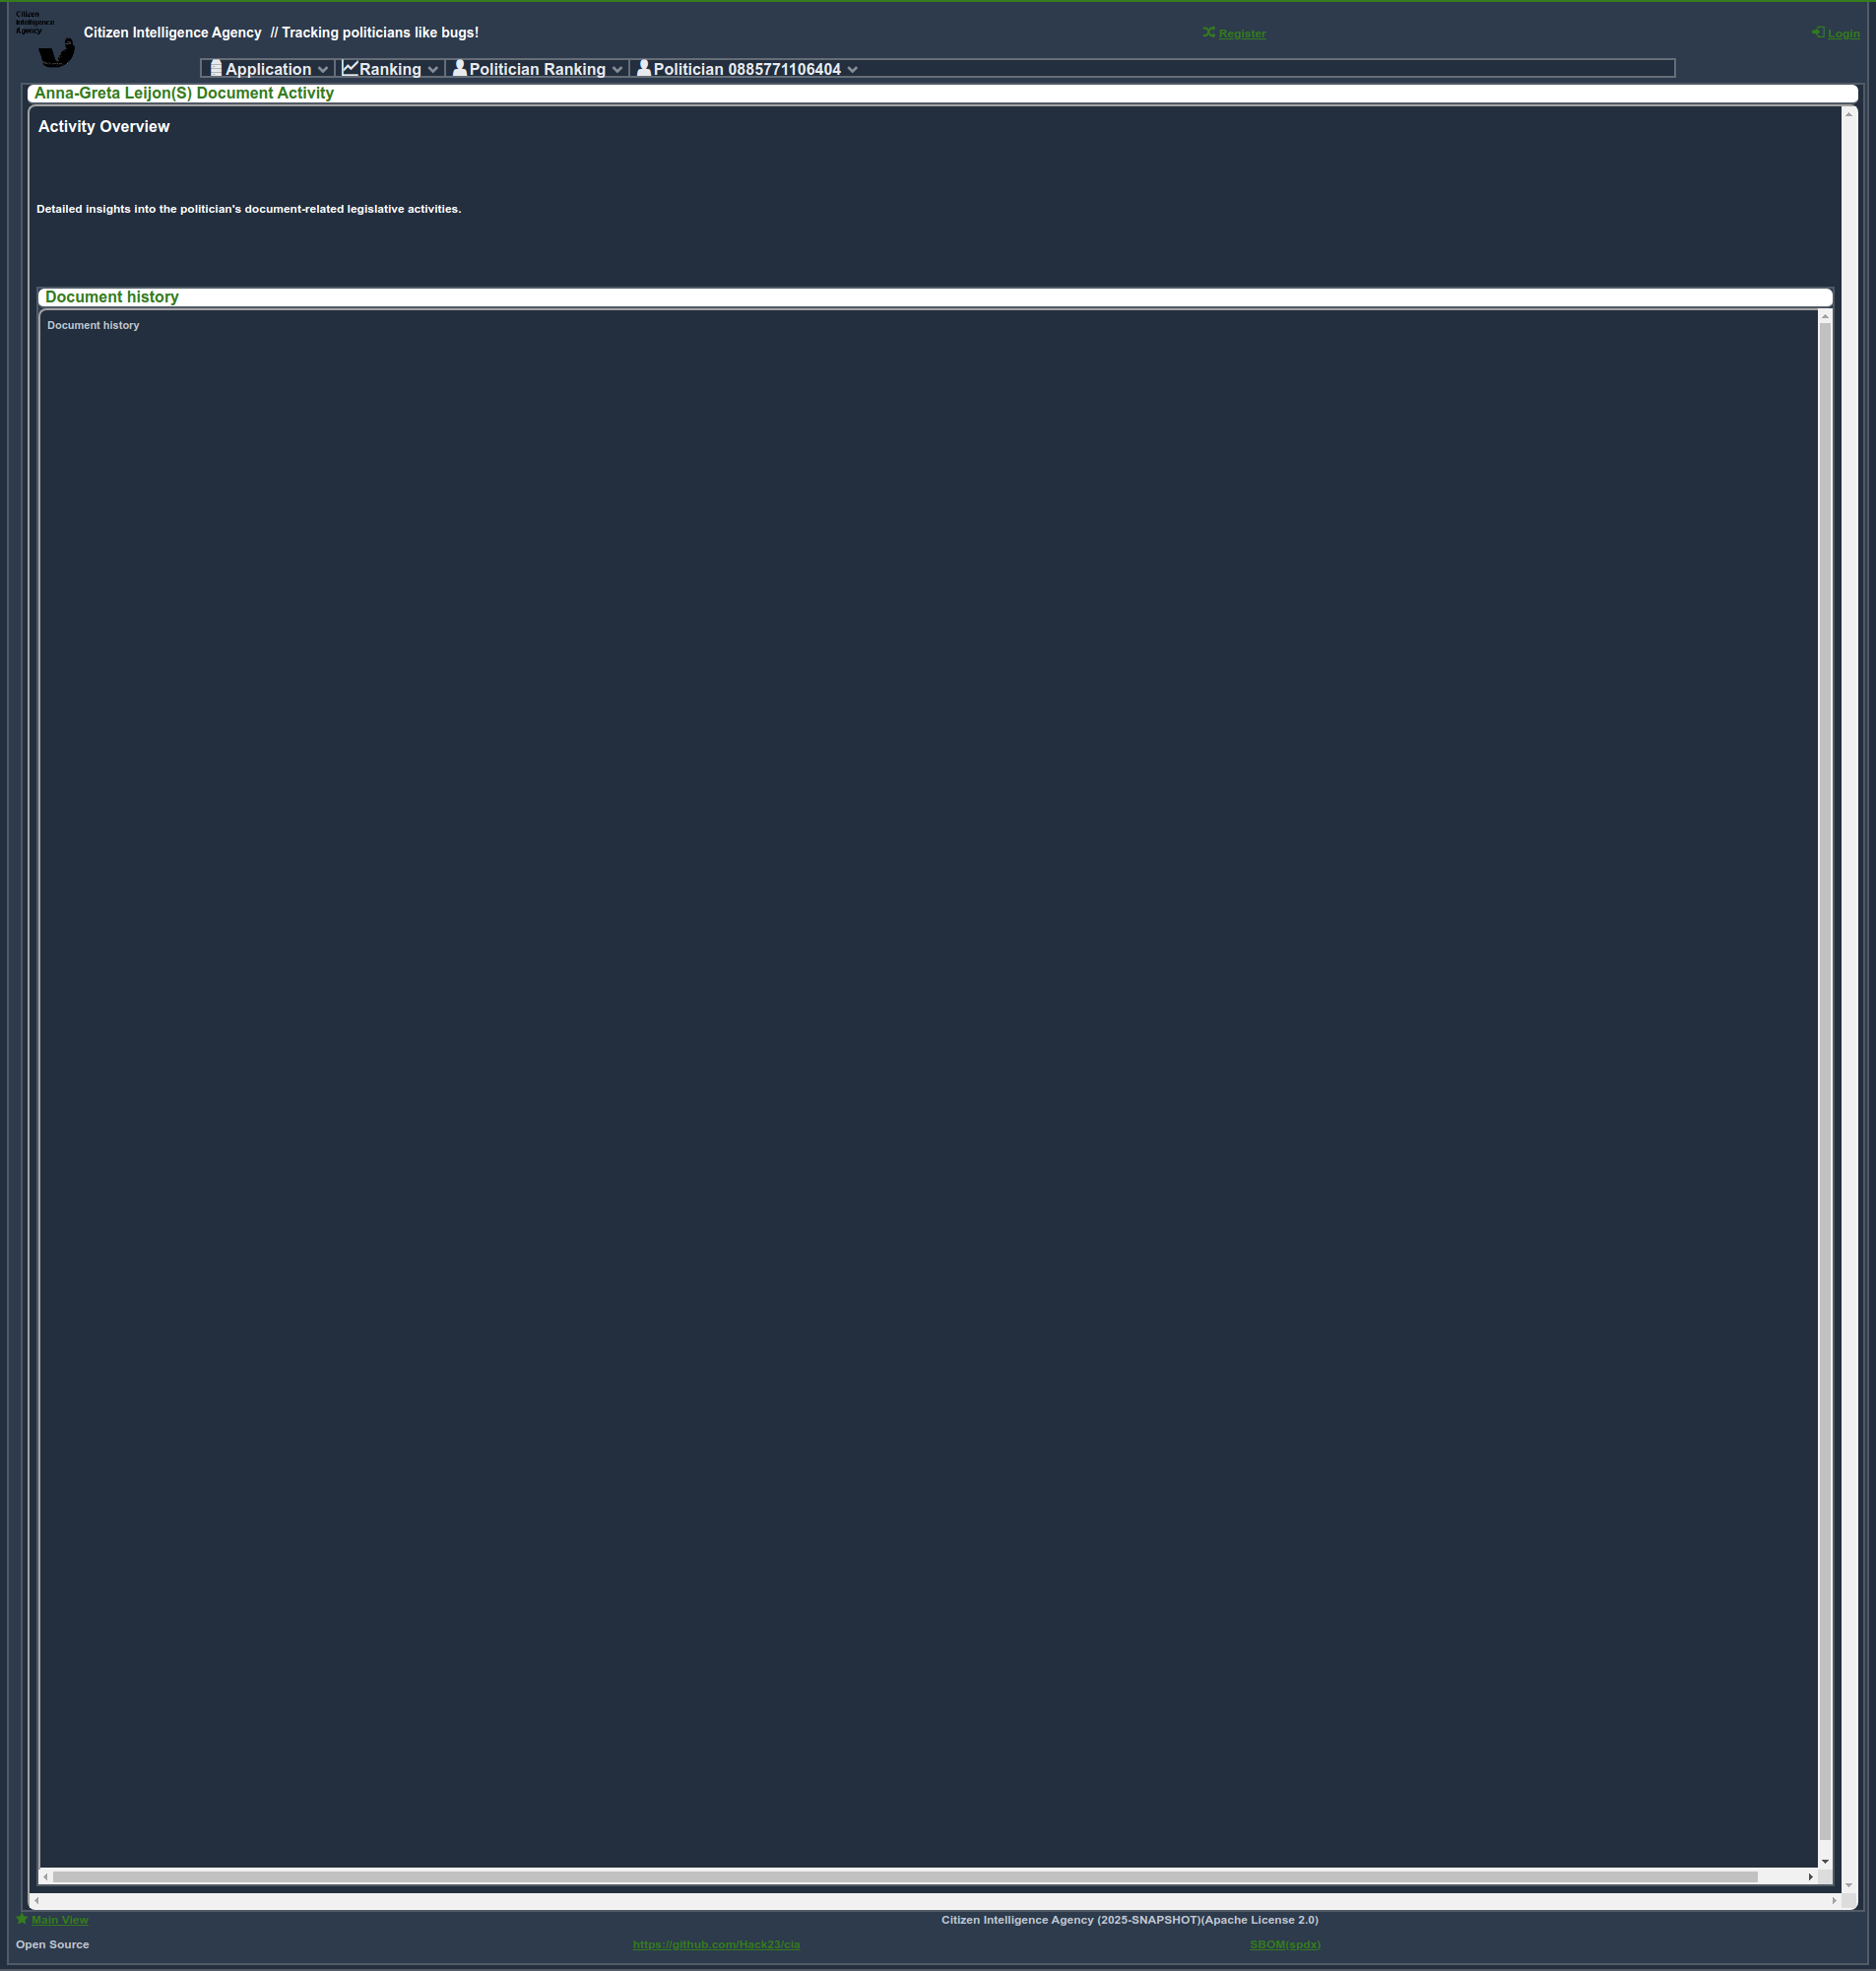 Citizen
Intelligence
Agency
Citizen Intelligence Agency // Tracking politicians like bugs!
Register
Login
Application
Ranking
Politician Ranking
Politician 0885771106404
Anna-Greta Leijon(S) Document Activity
Activity Overview
Detailed insights into the politician's document-related legislative activities.
Document history
Document history
Main View
Citizen Intelligence Agency (2025-SNAPSHOT)(Apache License 2.0)
Open Source
https://github.com/Hack23/cia
SBOM(spdx)